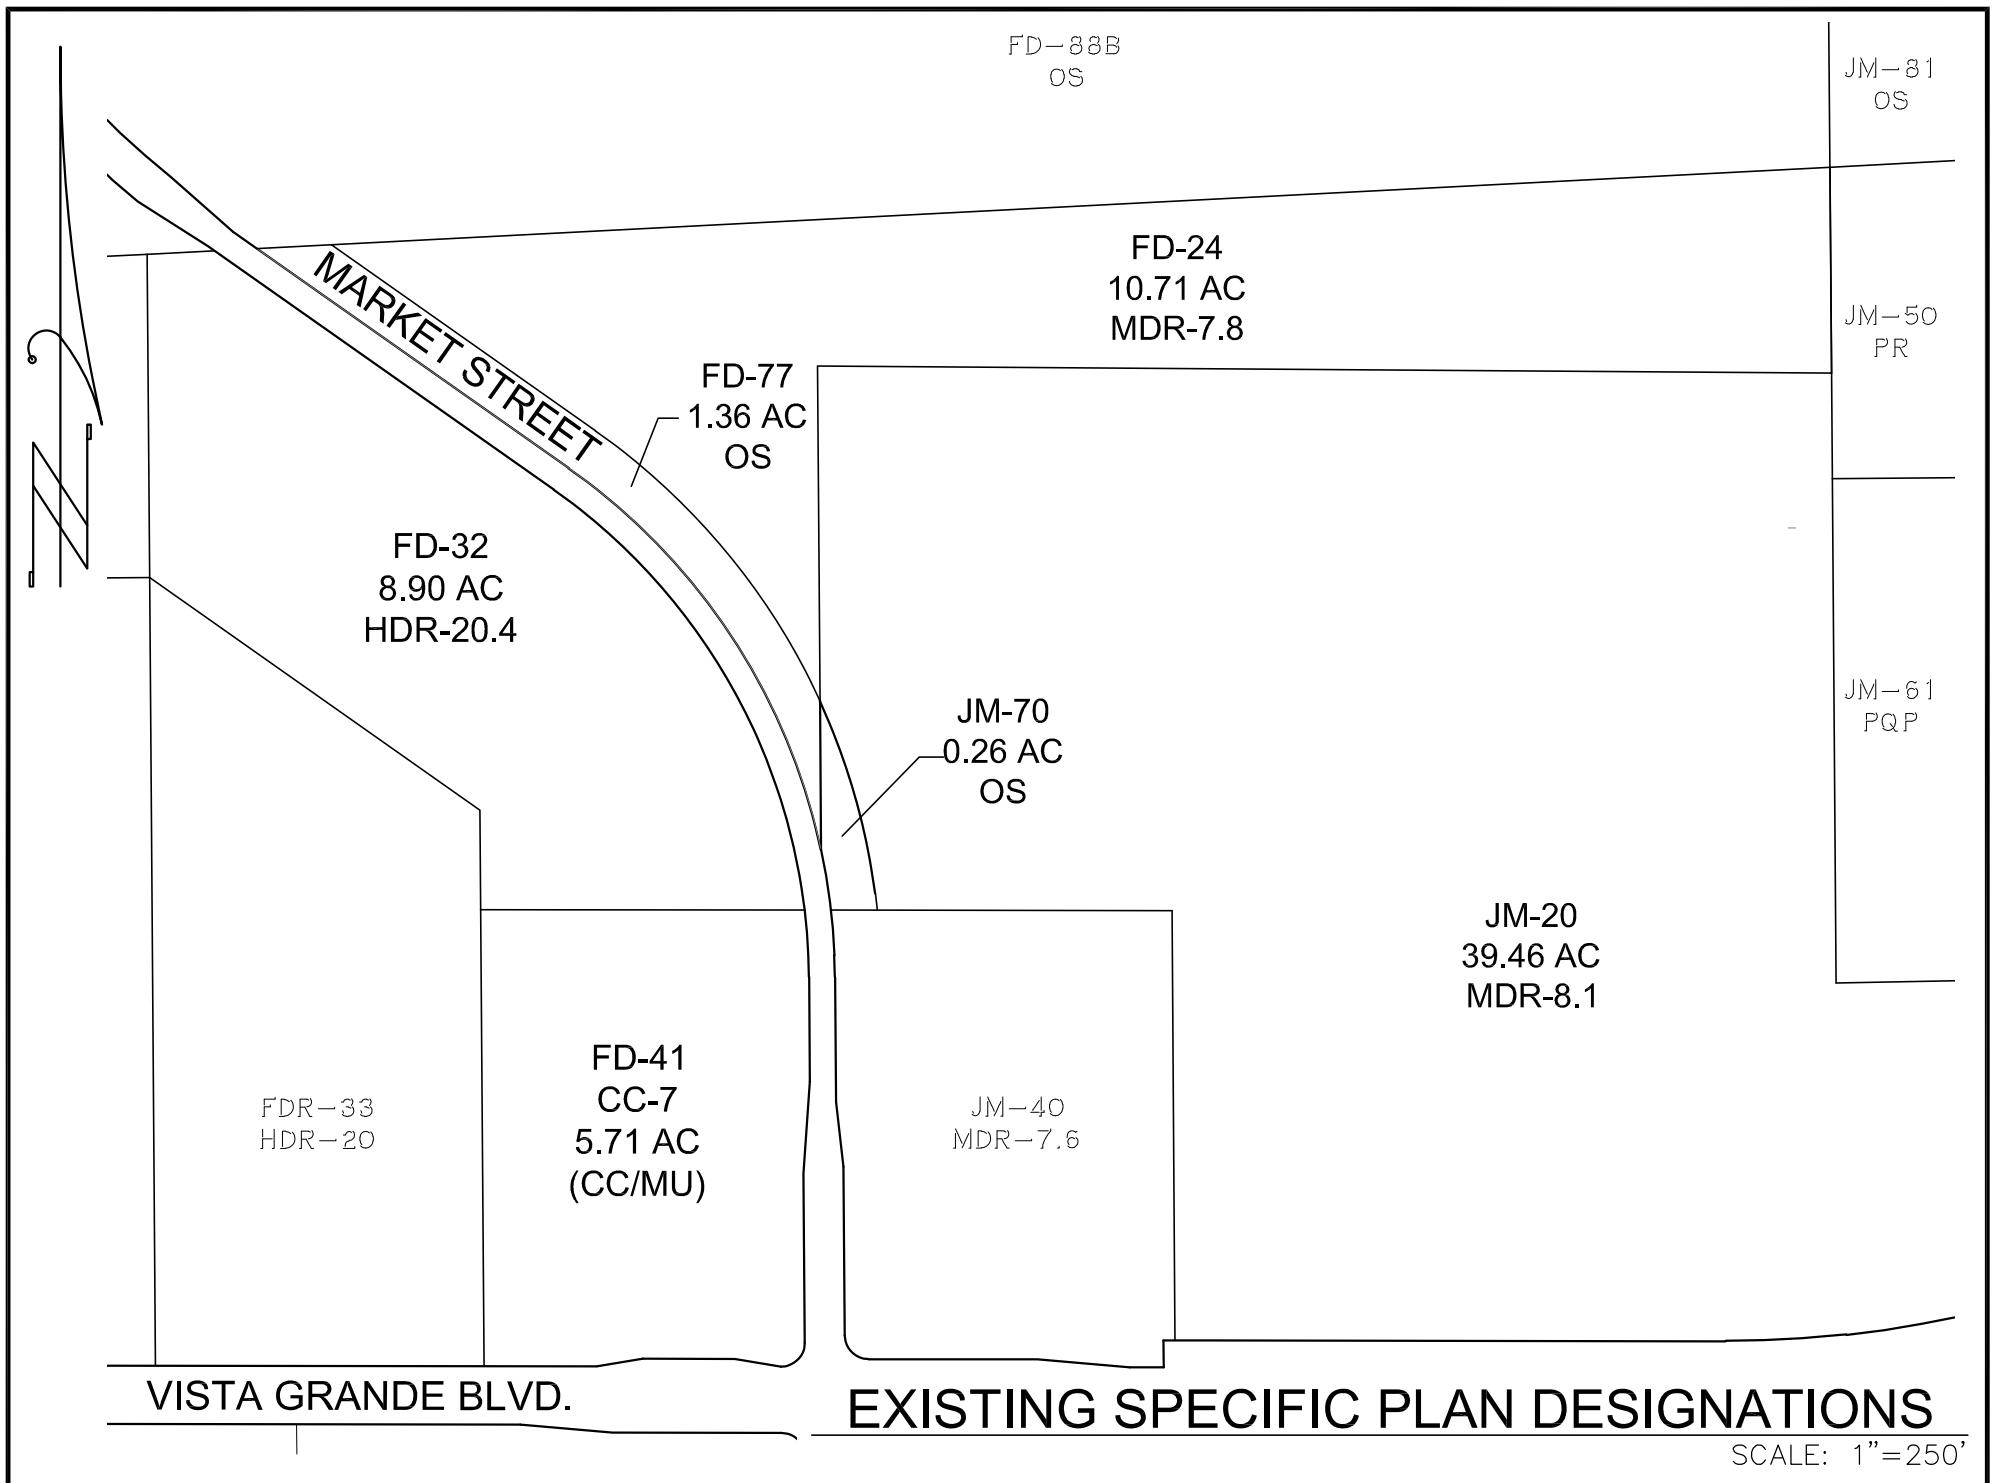 FD-88B
OS
JM-81
OS
FD-24
10.71 AC
MDR-7.8
MARKET STREET
JM-50
PR
FD-77
1.36 AC
OS
FD-32
8.90 AC
HDR-20.4
JM-70
0.26 AC
OS
JM-61
PQP
JM-20
39.46 AC
MDR-8.1
FD-41
CC-7
5.71 AC
(CC/MU)
FDR-33
HDR-20
JM-40
MDR-7.6
N
VISTA GRANDE BLVD.
EXISTING SPECIFIC PLAN DESIGNATIONS
SCALE: 1"=250'